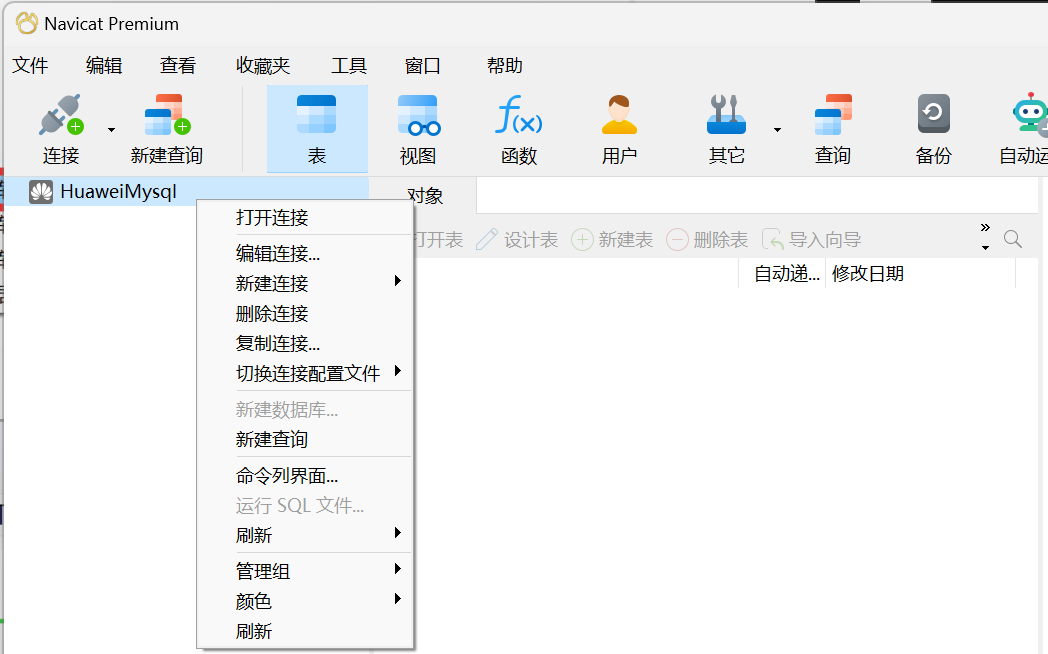 Navicat Premium
文件 编辑 查看 收藏夹 工具 窗口 帮助
连接 新建查询 表 视图 函数 用户 其它 查询 备份 自动运
HuaweiMysql 对象
打开表 设计表 新建表 删除表 导入向导
自动递... 修改日期
打开连接
编辑连接...
新建连接
删除连接
复制连接...
切换连接配置文件
新建数据库...
新建查询
命令列界面...
运行 SQL 文件...
刷新
管理组
颜色
刷新